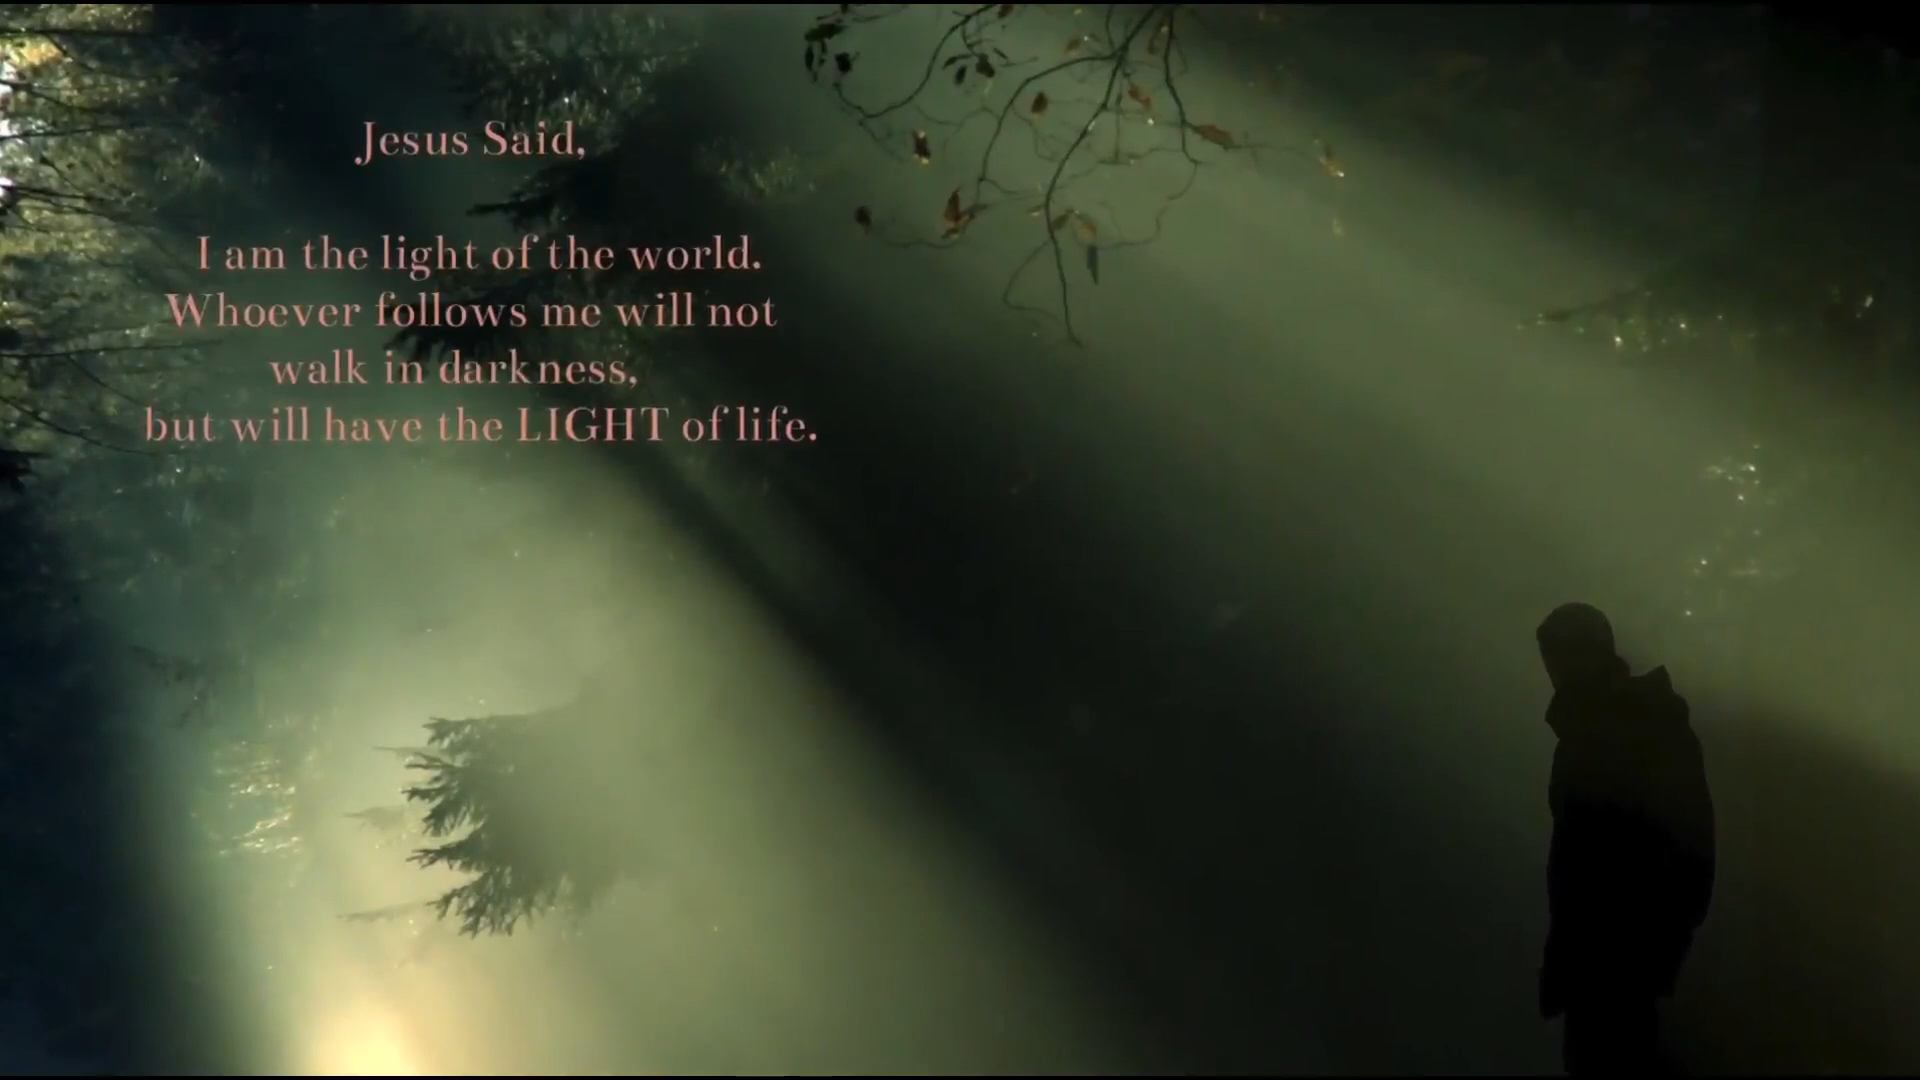 Jesus Said,
I am the light of the world.
Whoever follows me will not
walk in darkness,
but will have the LIGHT of life.